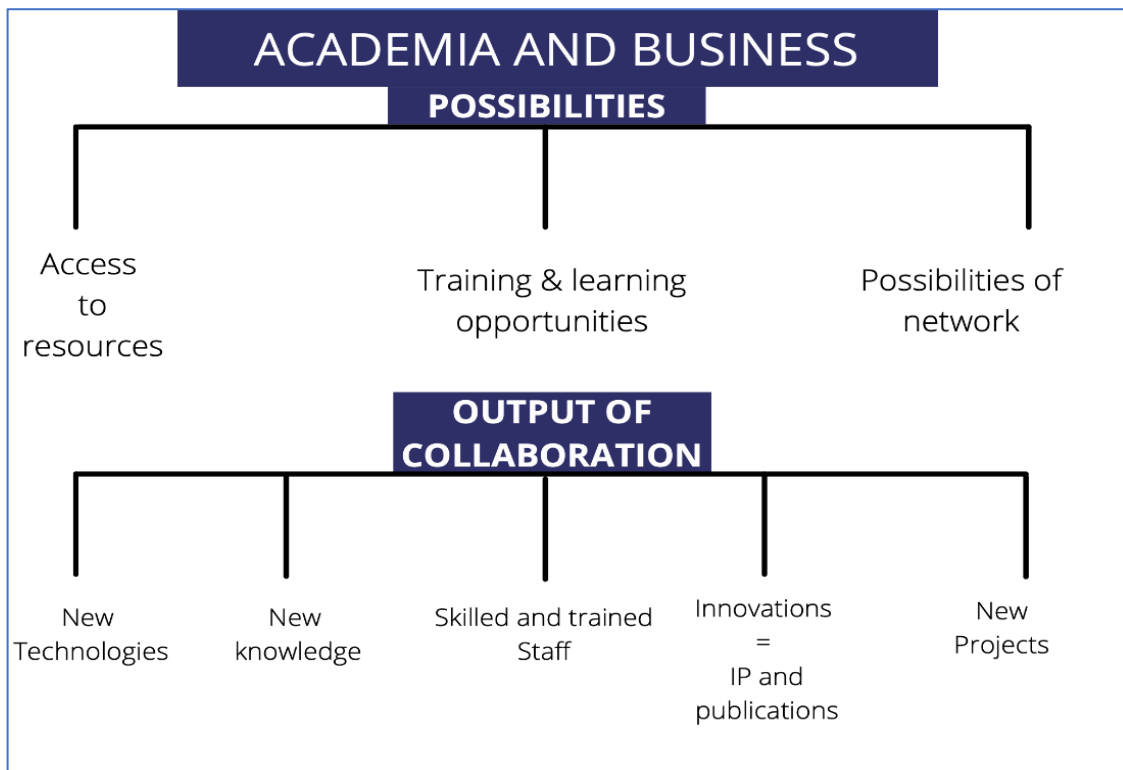 ACADEMIA AND BUSINESS
POSSIBILITIES
Access
to
resources
Training & learning
opportunities
Possibilities of
network
OUTPUT OF
COLLABORATION
New
Technologies
New
knowledge
Skilled and trained
Staff
Innovations
=
IP and
publications
New
Projects